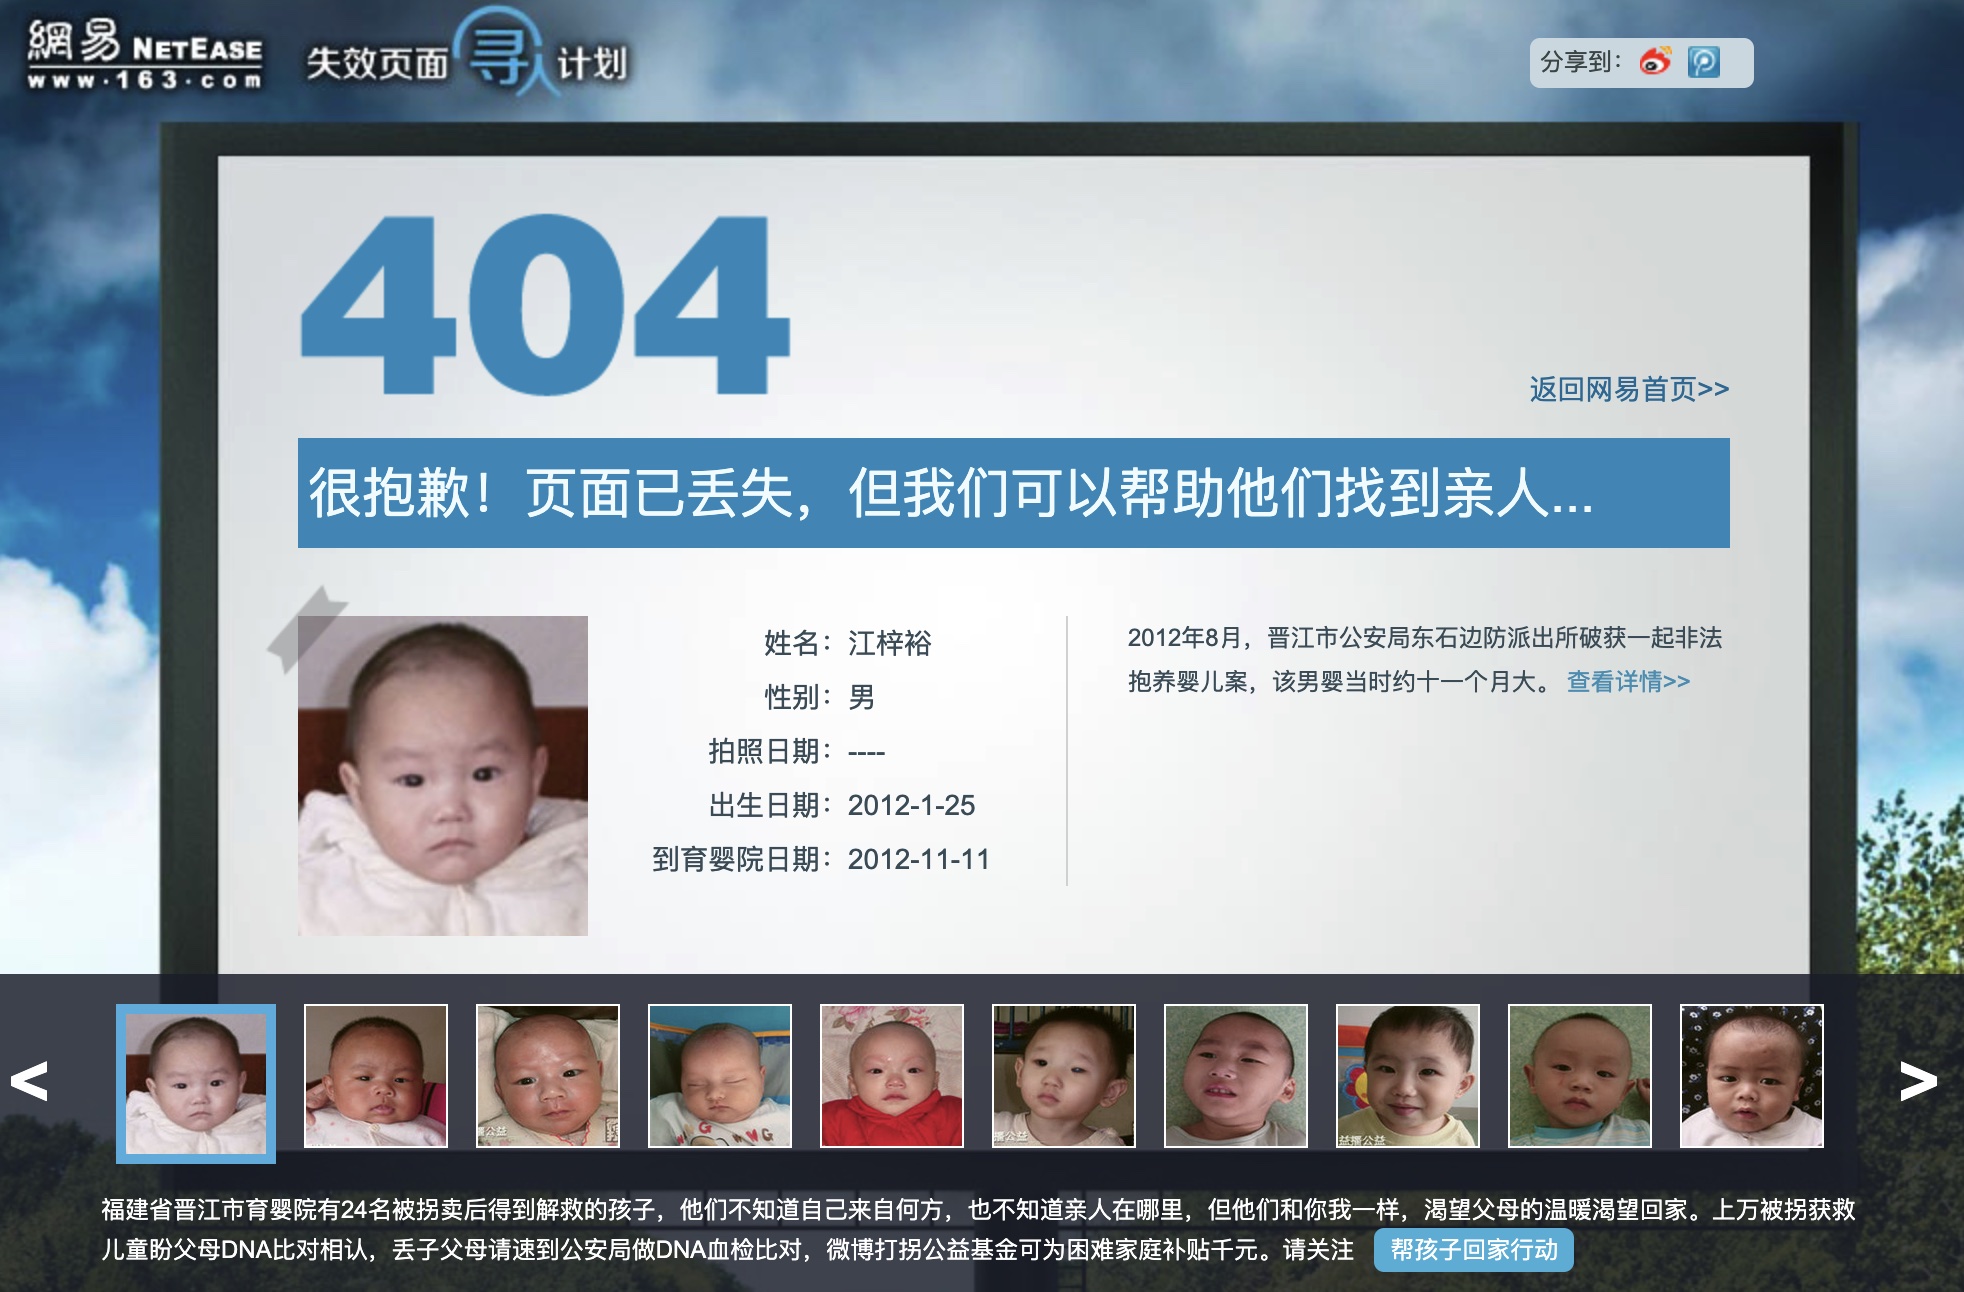 網易 NETEASE
www.163.com
失效页面寻人计划
分享到：
404
返回网易首页>>
很抱歉！页面已丢失，但我们可以帮助他们找到亲人...
姓名：江梓裕
性别：男
拍照日期：----
出生日期：2012-1-25
到育婴院日期：2012-11-11
2012年8月，晋江市公安局东石边防派出所破获一起非法
抱养婴儿案，该男婴当时约十一个月大。 查看详情>>
<
>
福建省晋江市育婴院有24名被拐卖后得到解救的孩子，他们不知道自己来自何方，也不知道亲人在哪里，但他们和你我一样，渴望父母的温暖渴望回家。上万被拐获救
儿童盼父母DNA比对相认，丢子父母请速到公安局做DNA血检比对，微博打拐公益基金可为困难家庭补贴千元。请关注 帮孩子回家行动